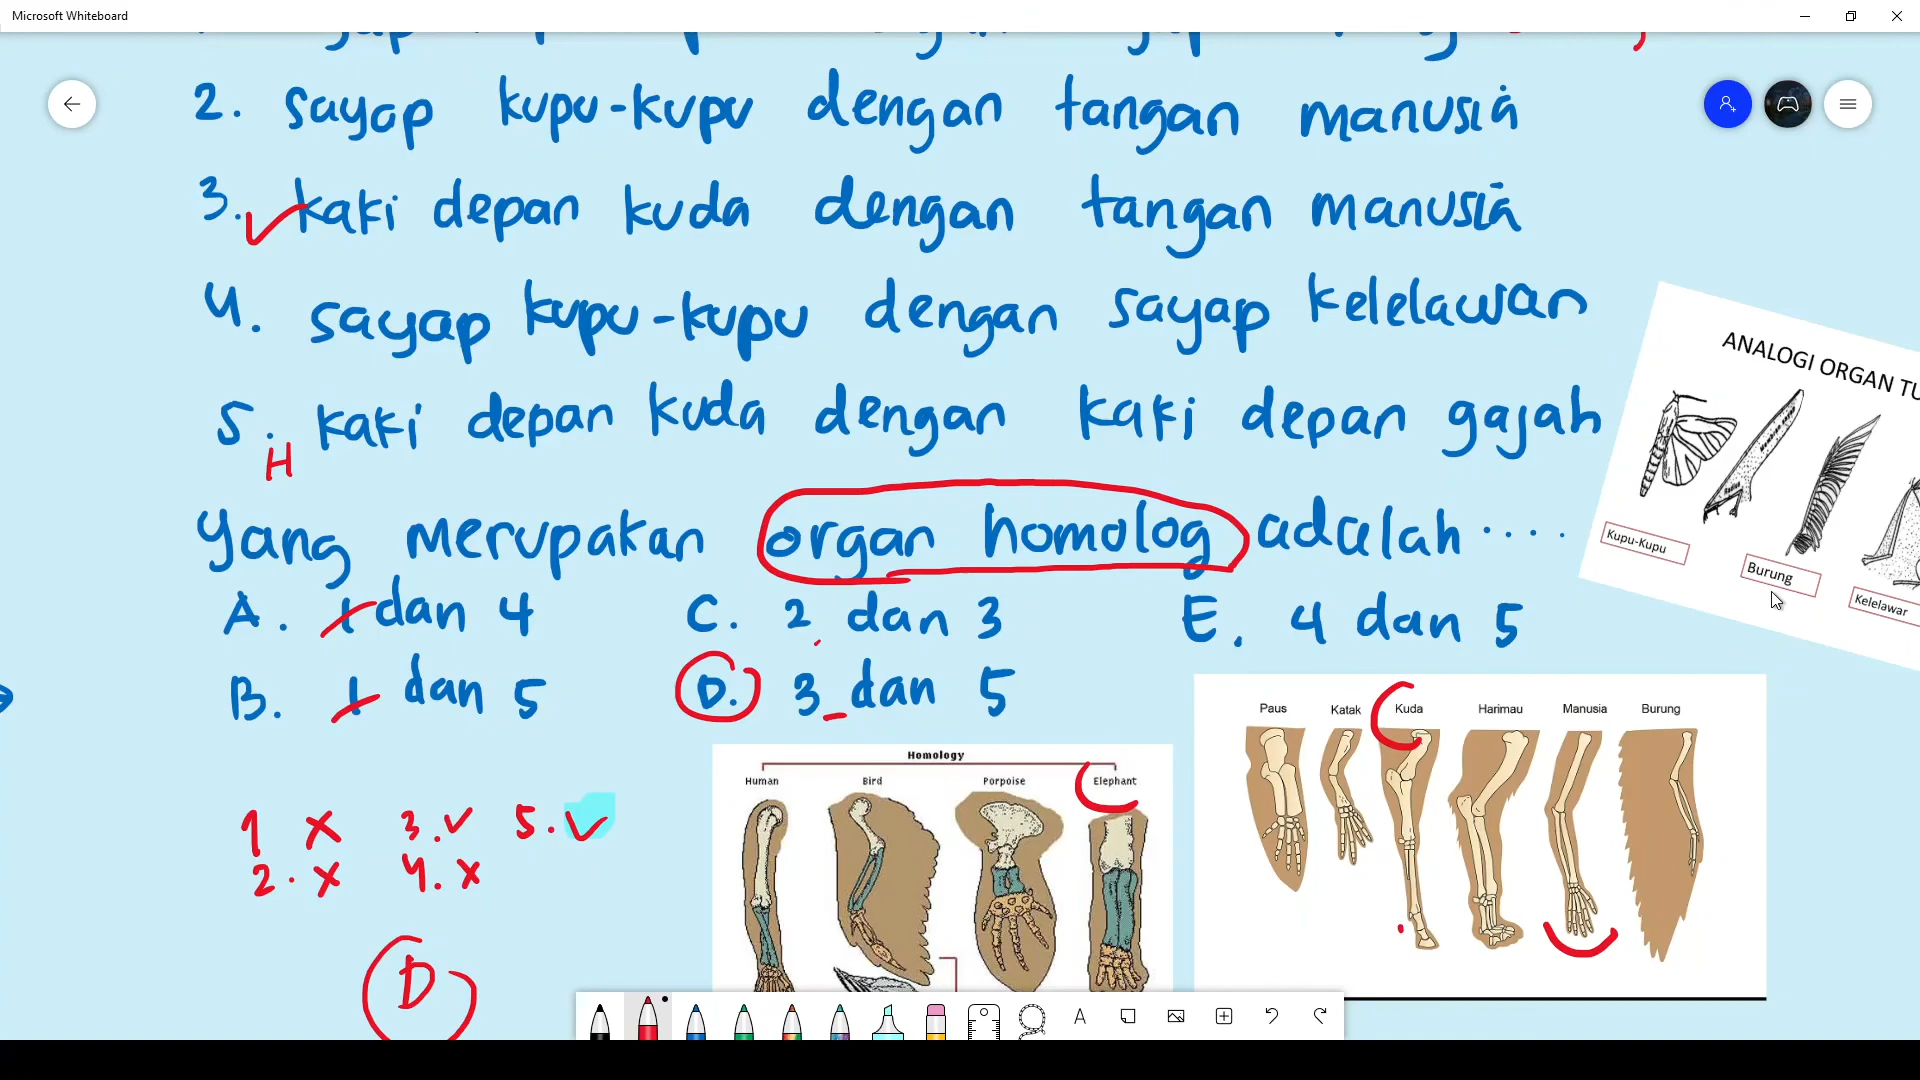 Microsoft Whiteboard
2. sayap kupu-kupu dengan tangan manusia
3. kaki depan kuda dengan tangan manusia
4. sayap kupu-kupu dengan sayap kelelawar
5. kaki depan kuda dengan kaki depan gajah
H
yang merupakan organ homolog adalah ....
A. 1 dan 4 C. 2 dan 3 E. 4 dan 5
B. 1 dan 5 D. 3 dan 5
ANALOGI ORGAN TU
Kupu-Kupu
Burung
Kelelawar
1 x 3. ✓ 5. ✓
2. x 4. x
D
Homology
Human Bird Porpoise Elephant
Paus Katak Kuda Harimau Manusia Burung
A